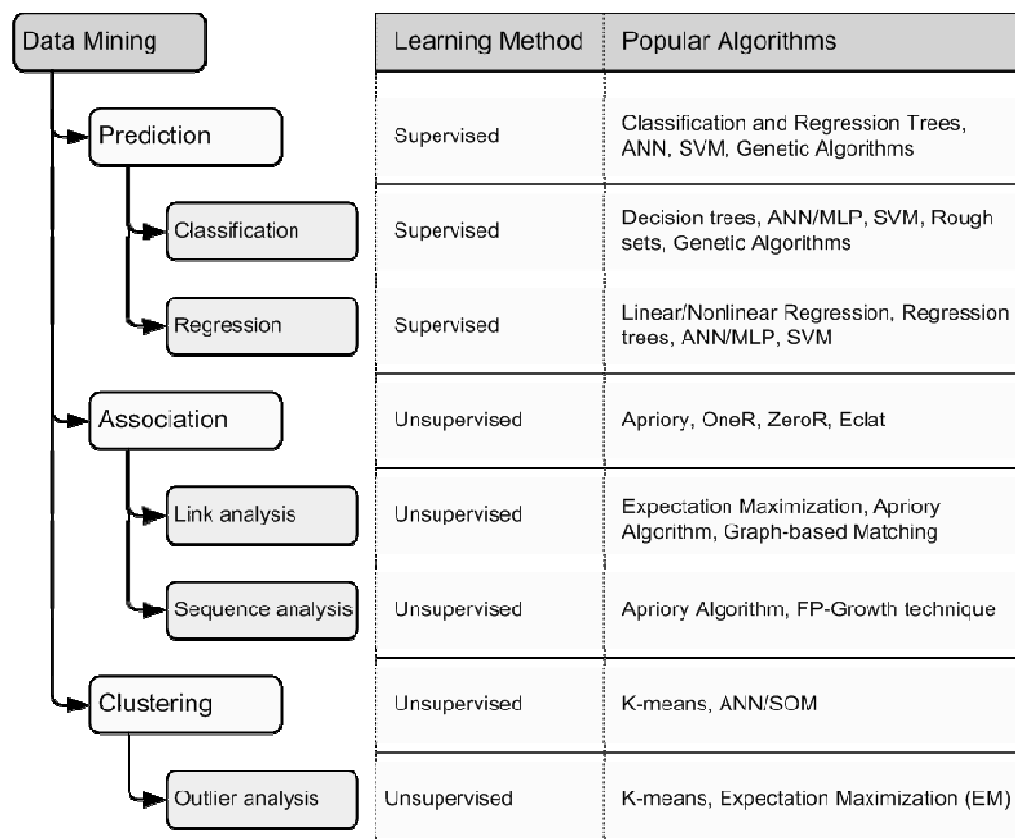 Data Mining
Learning Method
Popular Algorithms
Prediction
Supervised
Classification and Regression Trees,
ANN, SVM, Genetic Algorithms
Classification
Supervised
Decision trees, ANN/MLP, SVM, Rough
sets, Genetic Algorithms
Regression
Supervised
Linear/Nonlinear Regression, Regression
trees, ANN/MLP, SVM
Association
Unsupervised
Apriory, OneR, ZeroR, Eclat
Link analysis
Unsupervised
Expectation Maximization, Apriory
Algorithm, Graph-based Matching
Sequence analysis
Unsupervised
Apriory Algorithm, FP-Growth technique
Clustering
Unsupervised
K-means, ANN/SOM
Outlier analysis
Unsupervised
K-means, Expectation Maximization (EM)